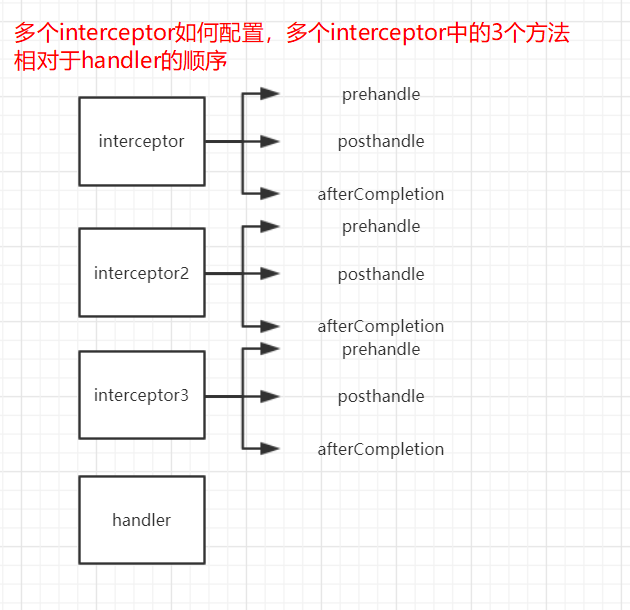 多个interceptor如何配置，多个interceptor中的3个方法
相对于handler的顺序
prehandle
interceptor
posthandle
afterCompletion
prehandle
interceptor2
posthandle
afterCompletion
prehandle
interceptor3
posthandle
afterCompletion
handler